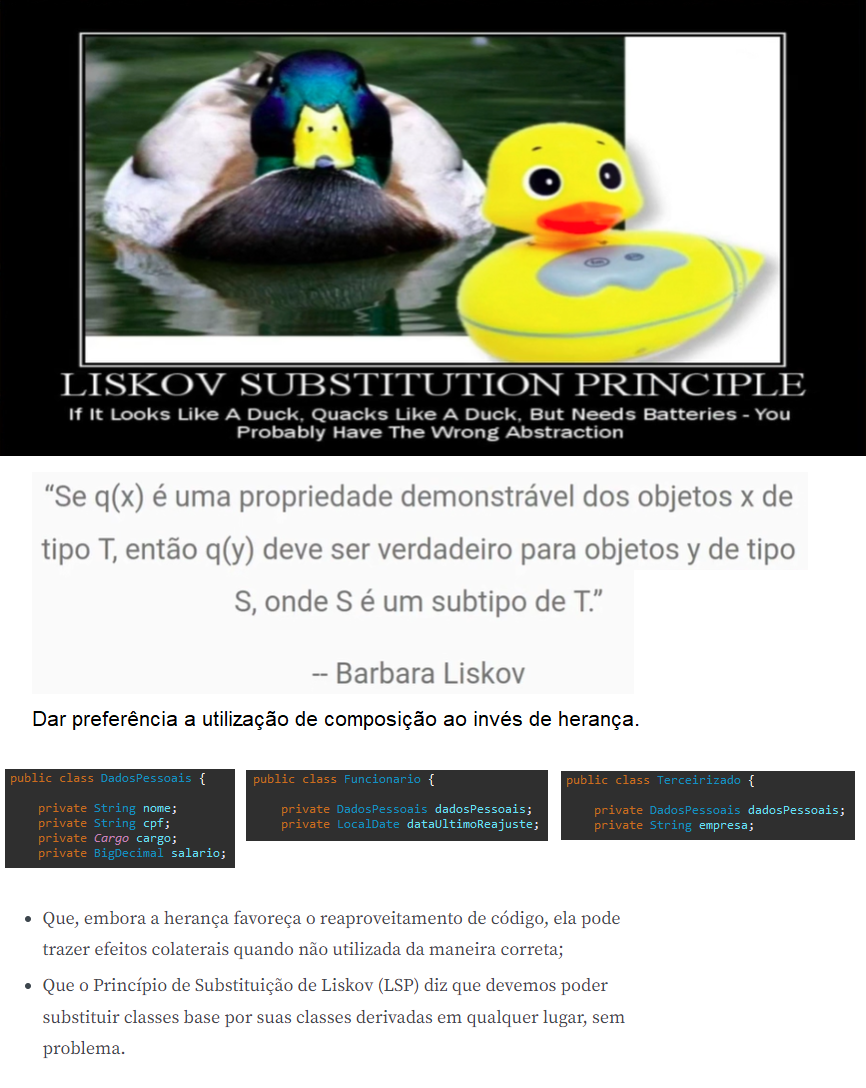 LISKOV SUBSTITUTION PRINCIPLE
If It Looks Like A Duck, Quacks Like A Duck, But Needs Batteries - You
Probably Have The Wrong Abstraction
“Se q(x) é uma propriedade demonstrável dos objetos x de
tipo T, então q(y) deve ser verdadeiro para objetos y de tipo
S, onde S é um subtipo de T.”
-- Barbara Liskov
Dar preferência a utilização de composição ao invés de herança.
public class DadosPessoais {
private String nome;
private String cpf;
private Cargo cargo;
private BigDecimal salario;
public class Funcionario {
private DadosPessoais dadosPessoais;
private LocalDate dataUltimoReajuste;
public class Terceirizado {
private DadosPessoais dadosPessoais;
private String empresa;
• Que, embora a herança favoreça o reaproveitamento de código, ela pode
trazer efeitos colaterais quando não utilizada da maneira correta;
• Que o Princípio de Substituição de Liskov (LSP) diz que devemos poder
substituir classes base por suas classes derivadas em qualquer lugar, sem
problema.